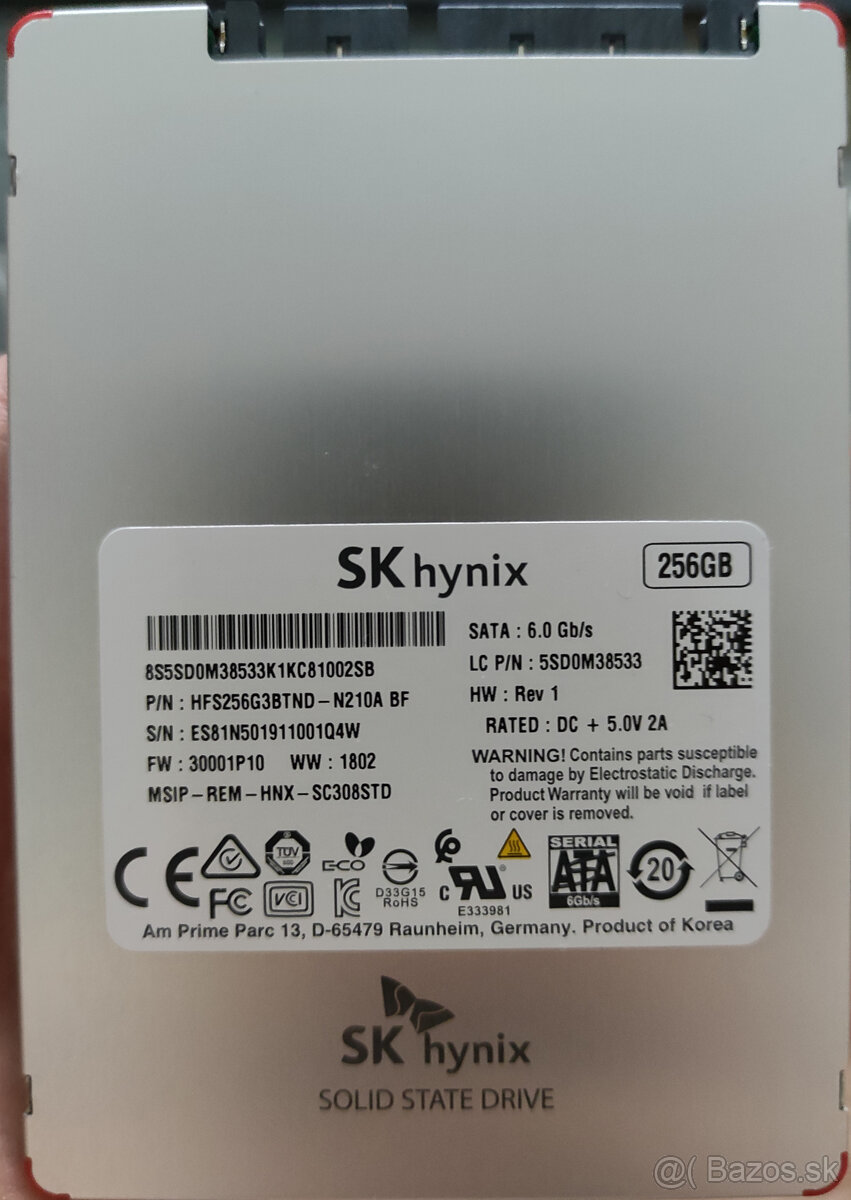 SK hynix
256GB
8S5SD0M38533K1KC81002SB
P/N : HFS256G3BTND-N210A BF
S/N : ES81N501911001Q4W
FW : 30001P10 WW : 1802
MSIP-REM-HNX-SC308STD
SATA : 6.0 Gb/s
LC P/N : 5SD0M38533
HW : Rev 1
RATED : DC + 5.0V 2A
WARNING! Contains parts susceptible
to damage by Electrostatic Discharge.
Product Warranty will be void if label
or cover is removed.
CE
TÜV
ECO
FC
VCI
D33G15
RoHS
c RU US
E333981
SERIAL
ATA
6Gb/s
20
Am Prime Parc 13, D-65479 Raunheim, Germany. Product of Korea
SK hynix
SOLID STATE DRIVE
@( Bazos.sk